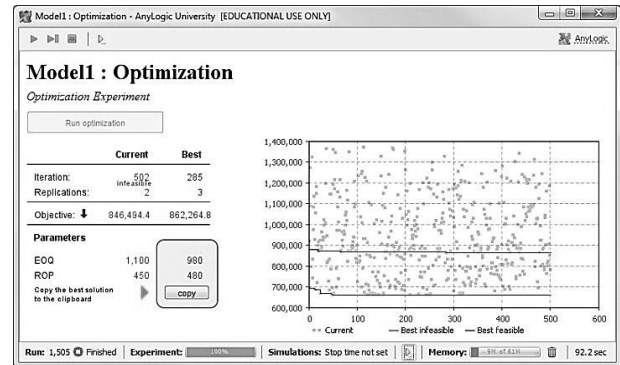 Model1 : Optimization - AnyLogic University [EDUCATIONAL USE ONLY]
AnyLogic
Model1 : Optimization
Optimization Experiment
Run optimization
Current Best
Iteration: 502 285
infeasible
Replications: 2 3
Objective: 846,494.4 862,264.8
Parameters
EOQ 1,100 980
ROP 450 480
Copy the best solution
to the clipboard
copy
1,400,000
1,300,000
1,200,000
1,100,000
1,000,000
900,000
800,000
700,000
600,000
0 100 200 300 400 500 600
Current Best infeasible Best feasible
Run: 1,505 Finished Experiment: 100% Simulations: Stop time not set Memory: 9M of 61M 92.2 sec